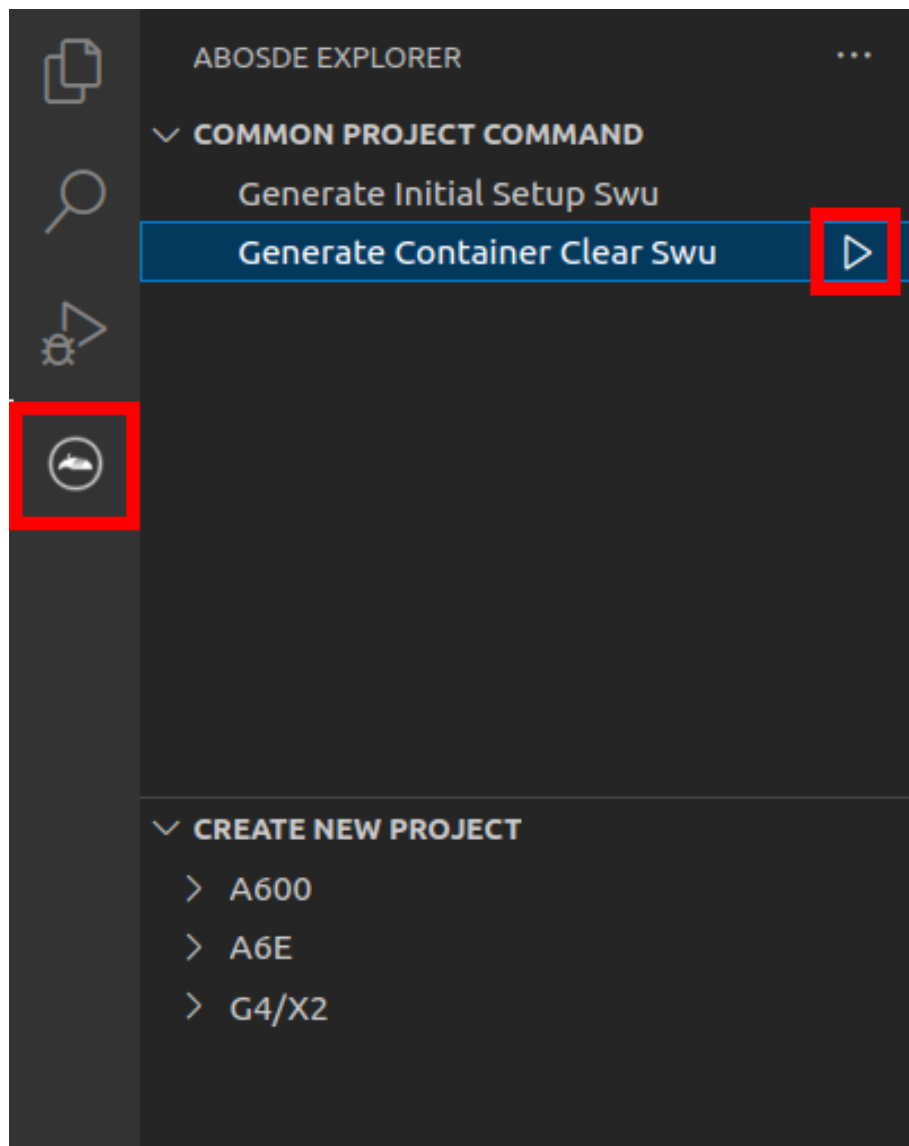 ABOSDE EXPLORER
COMMON PROJECT COMMAND
Generate Initial Setup Swu
Generate Container Clear Swu
CREATE NEW PROJECT
A600
A6E
G4/X2